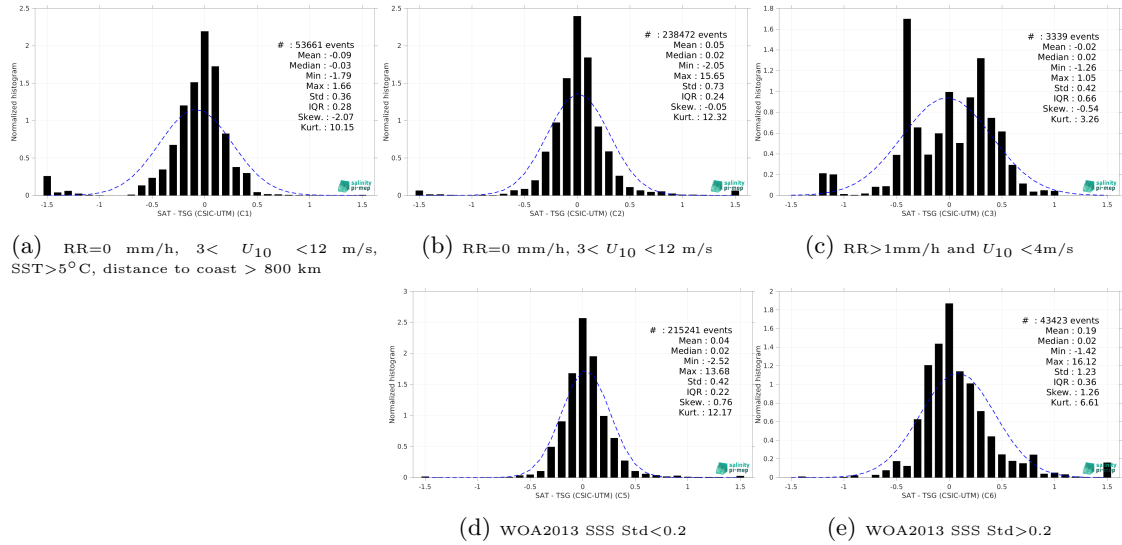 2.5
2
1.5
1
0.5
0
Normalized histogram
# : 53661 events
Mean : -0.09
Median : -0.03
Min : -1.79
Max : 1.66
Std : 0.36
IQR : 0.28
Skew. : -2.07
Kurt. : 10.15
salinity
pi-mep
-1.5 -1 -0.5 0 0.5 1 1.5
SAT - TSG (CSIC-UTM) (C1)
(a) RR=0 mm/h, 3< U10 <12 m/s,
SST>5°C, distance to coast > 800 km
2.5
2
1.5
1
0.5
0
Normalized histogram
# : 238472 events
Mean : 0.05
Median : 0.02
Min : -2.05
Max : 15.65
Std : 0.73
IQR : 0.24
Skew. : -0.05
Kurt. : 12.32
salinity
pi-mep
-1.5 -1 -0.5 0 0.5 1 1.5
SAT - TSG (CSIC-UTM) (C2)
(b) RR=0 mm/h, 3< U10 <12 m/s
1.8
1.6
1.4
1.2
1
0.8
0.6
0.4
0.2
0
Normalized histogram
# : 3339 events
Mean : -0.02
Median : 0.02
Min : -1.26
Max : 1.05
Std : 0.42
IQR : 0.66
Skew. : -0.54
Kurt. : 3.26
salinity
pi-mep
-1.5 -1 -0.5 0 0.5 1 1.5
SAT - TSG (CSIC-UTM) (C3)
(c) RR>1mm/h and U10 <4m/s
3
2.5
2
1.5
1
0.5
0
Normalized histogram
# : 215241 events
Mean : 0.04
Median : 0.02
Min : -2.52
Max : 13.68
Std : 0.42
IQR : 0.22
Skew. : 0.76
Kurt. : 12.17
salinity
pi-mep
-1.5 -1 -0.5 0 0.5 1 1.5
SAT - TSG (CSIC-UTM) (C5)
(d) WOA2013 SSS Std<0.2
2
1.8
1.6
1.4
1.2
1
0.8
0.6
0.4
0.2
0
Normalized histogram
# : 43423 events
Mean : 0.19
Median : 0.02
Min : -1.42
Max : 16.12
Std : 1.23
IQR : 0.36
Skew. : 1.26
Kurt. : 6.61
salinity
pi-mep
-1.5 -1 -0.5 0 0.5 1 1.5
SAT - TSG (CSIC-UTM) (C6)
(e) WOA2013 SSS Std>0.2